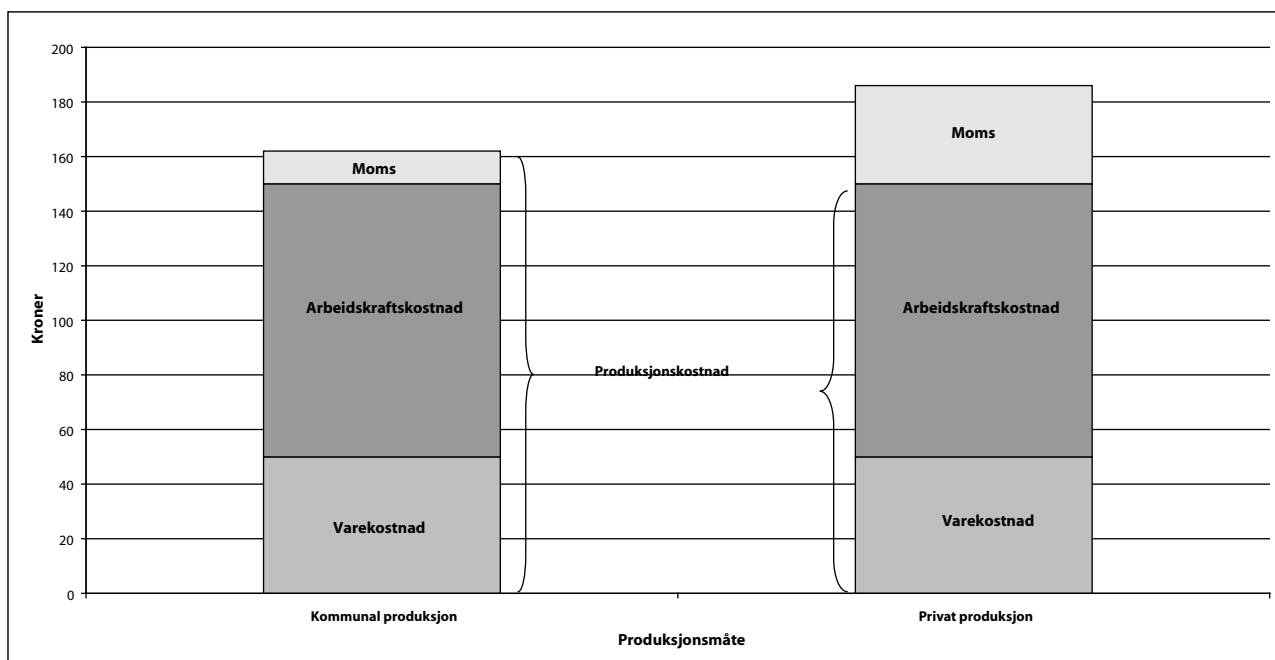 Kroner
200
180
160
140
120
100
80
60
40
20
0
Moms
Arbeidskraftskostnad
Varekostnad
Produksjonskostnad
Moms
Arbeidskraftskostnad
Varekostnad
Kommunal produksjon
Privat produksjon
Produksjonsmåte